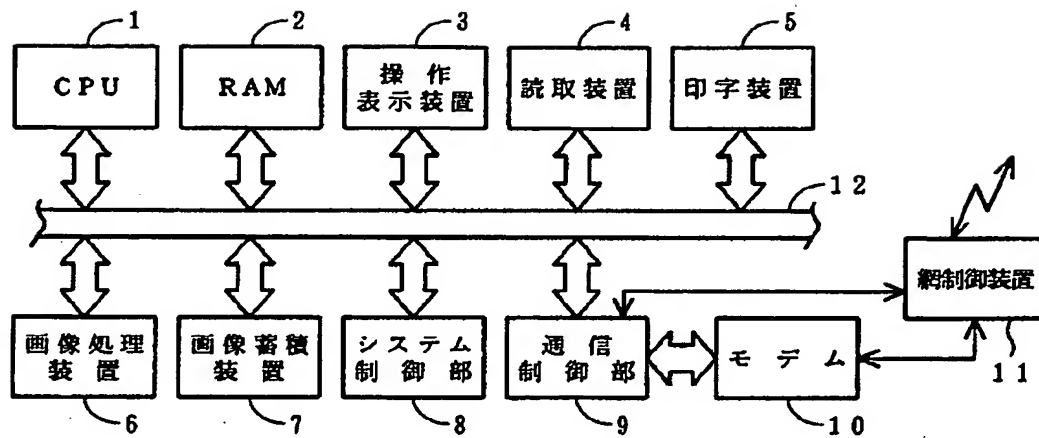 1
2
3
4
5
CPU
RAM
操作
表示装置
読取装置
印字装置
12
網制御装置
11
画像処理
装置
画像蓄積
装置
システム
制御部
通信
制御部
モデム
6
7
8
9
10